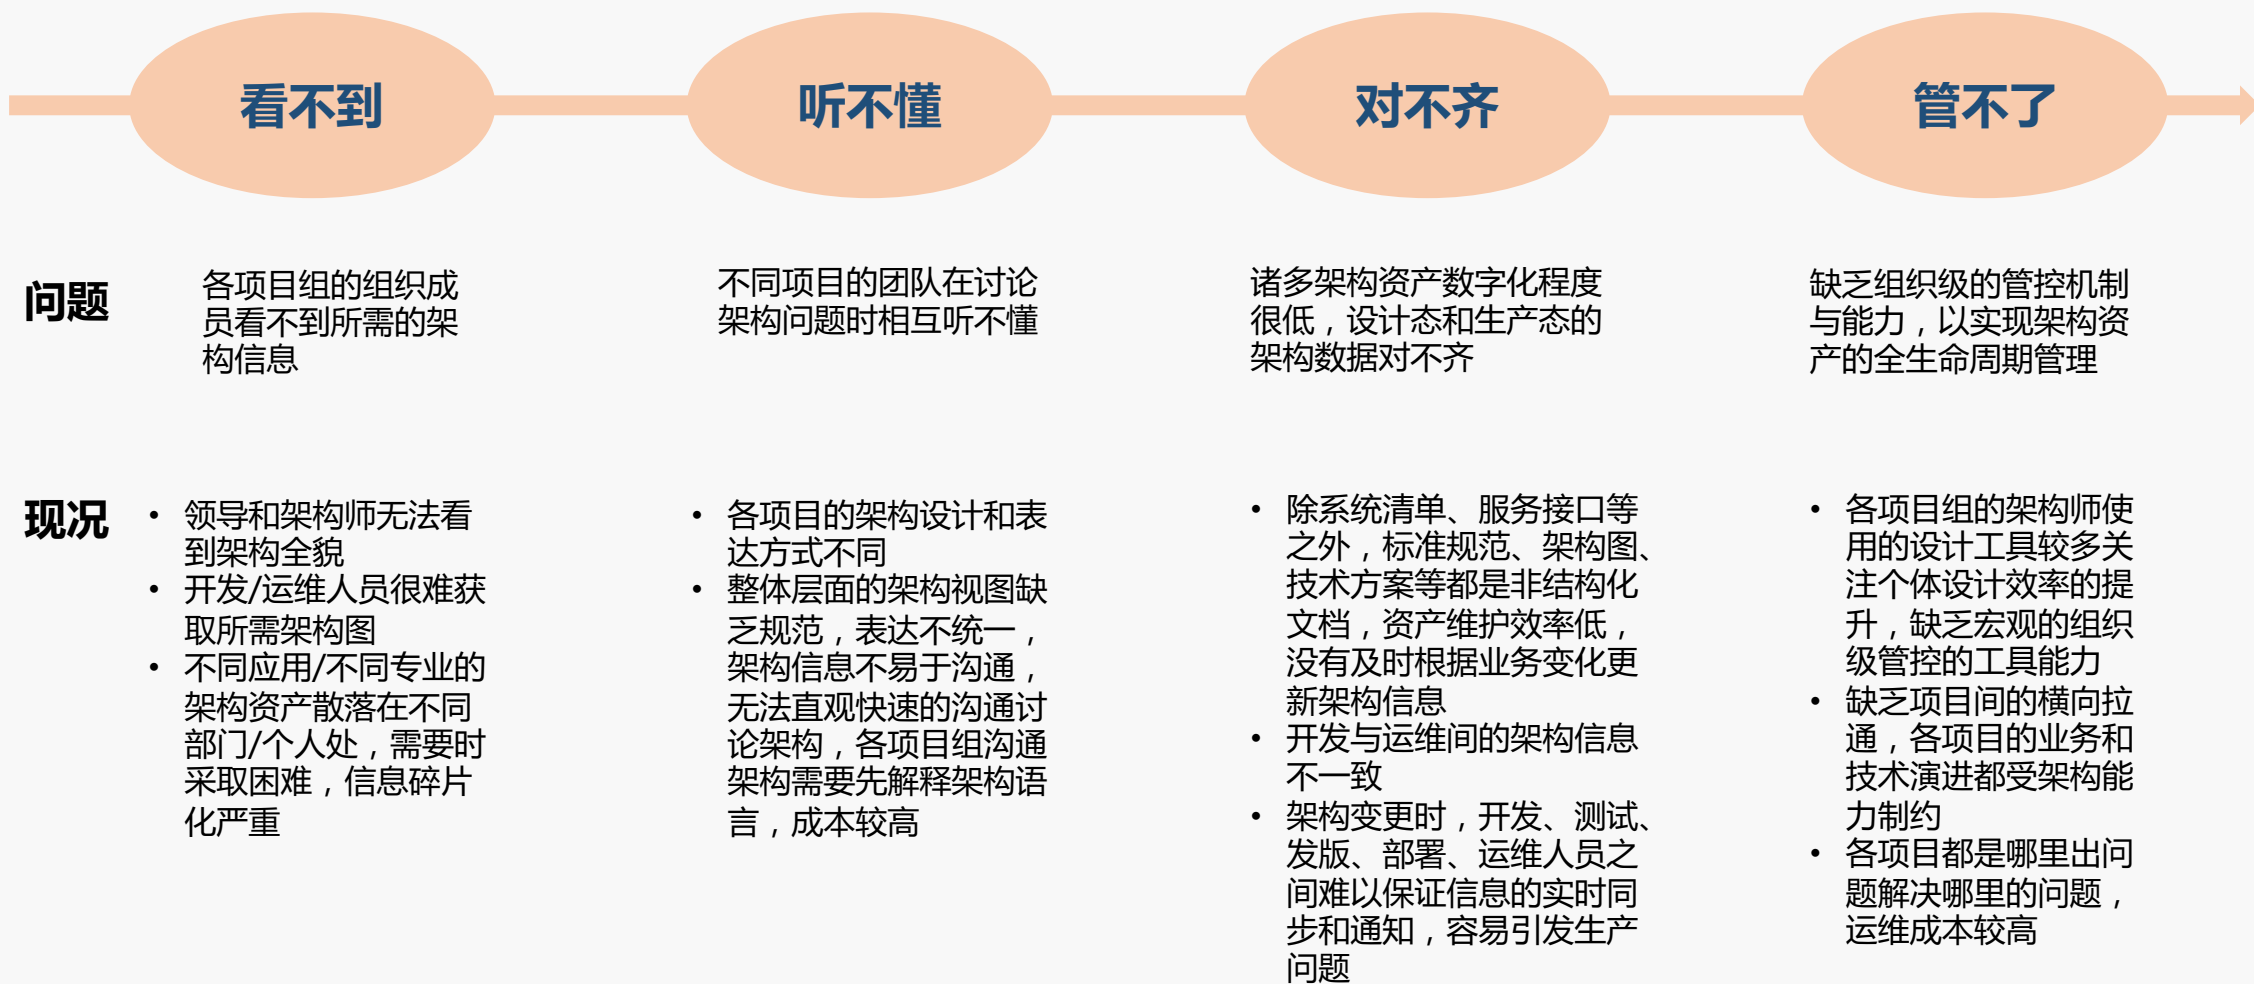 看不到
听不懂
对不齐
管不了
问题
各项目组的组织成
员看不到所需的架
构信息
不同项目的团队在讨论
架构问题时相互听不懂
诸多架构资产数字化程度
很低，设计态和生产态的
架构数据对不齐
缺乏组织级的管控机制
与能力，以实现架构资
产的全生命周期管理
现况
• 领导和架构师无法看
到架构全貌
• 开发/运维人员很难获
取所需架构图
• 不同应用/不同专业的
架构资产散落在不同
部门/个人处，需要时
采取困难，信息碎片
化严重
• 各项目的架构设计和表
达方式不同
• 整体层面的架构视图缺
乏规范，表达不统一，
架构信息不易于沟通，
无法直观快速的沟通讨
论架构，各项目组沟通
架构需要先解释架构语
言，成本较高
• 除系统清单、服务接口等
之外，标准规范、架构图、
技术方案等都是非结构化
文档，资产维护效率低，
没有及时根据业务变化更
新架构信息
• 开发与运维间的架构信息
不一致
• 架构变更时，开发、测试、
发版、部署、运维人员之
间难以保证信息的实时同
步和通知，容易引发生产
问题
• 各项目组的架构师使
用的设计工具较多关
注个体设计效率的提
升，缺乏宏观的组织
级管控的工具能力
• 缺乏项目间的横向拉
通，各项目的业务和
技术演进都受架构能
力制约
• 各项目都是哪里出问
题解决哪里的问题，
运维成本较高